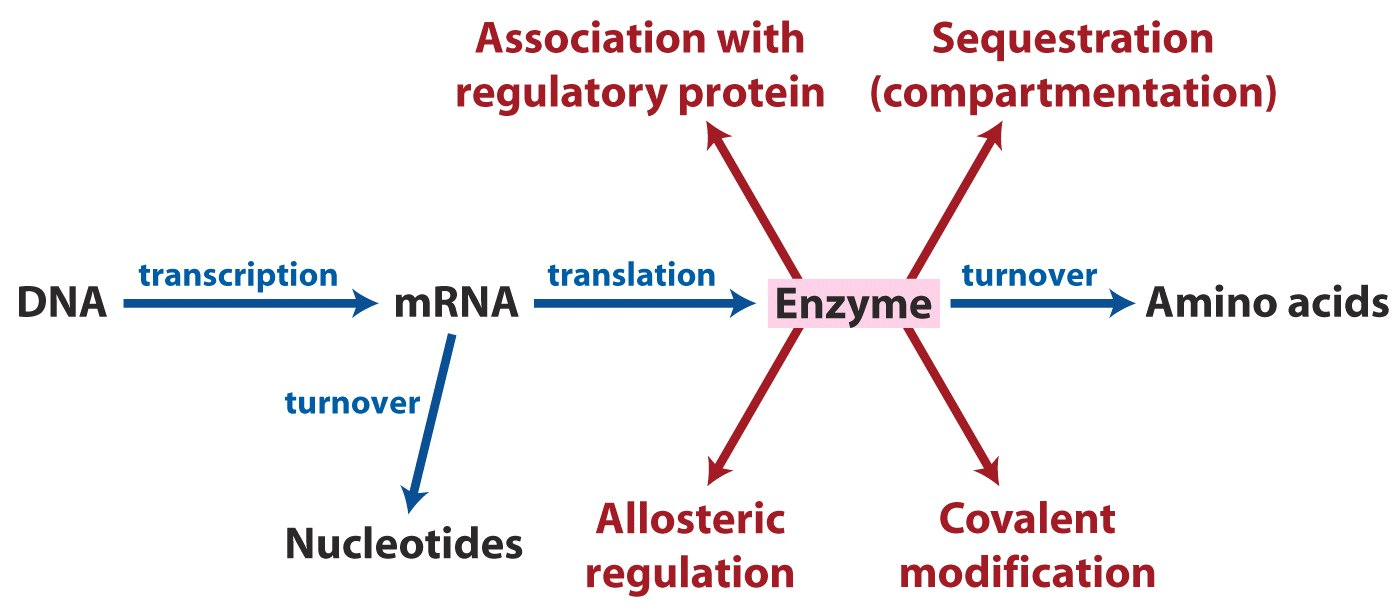 Association with
regulatory protein
Sequestration
(compartmentation)
DNA
transcription
mRNA
translation
Enzyme
turnover
Amino acids
turnover
Nucleotides
Allosteric
regulation
Covalent
modification